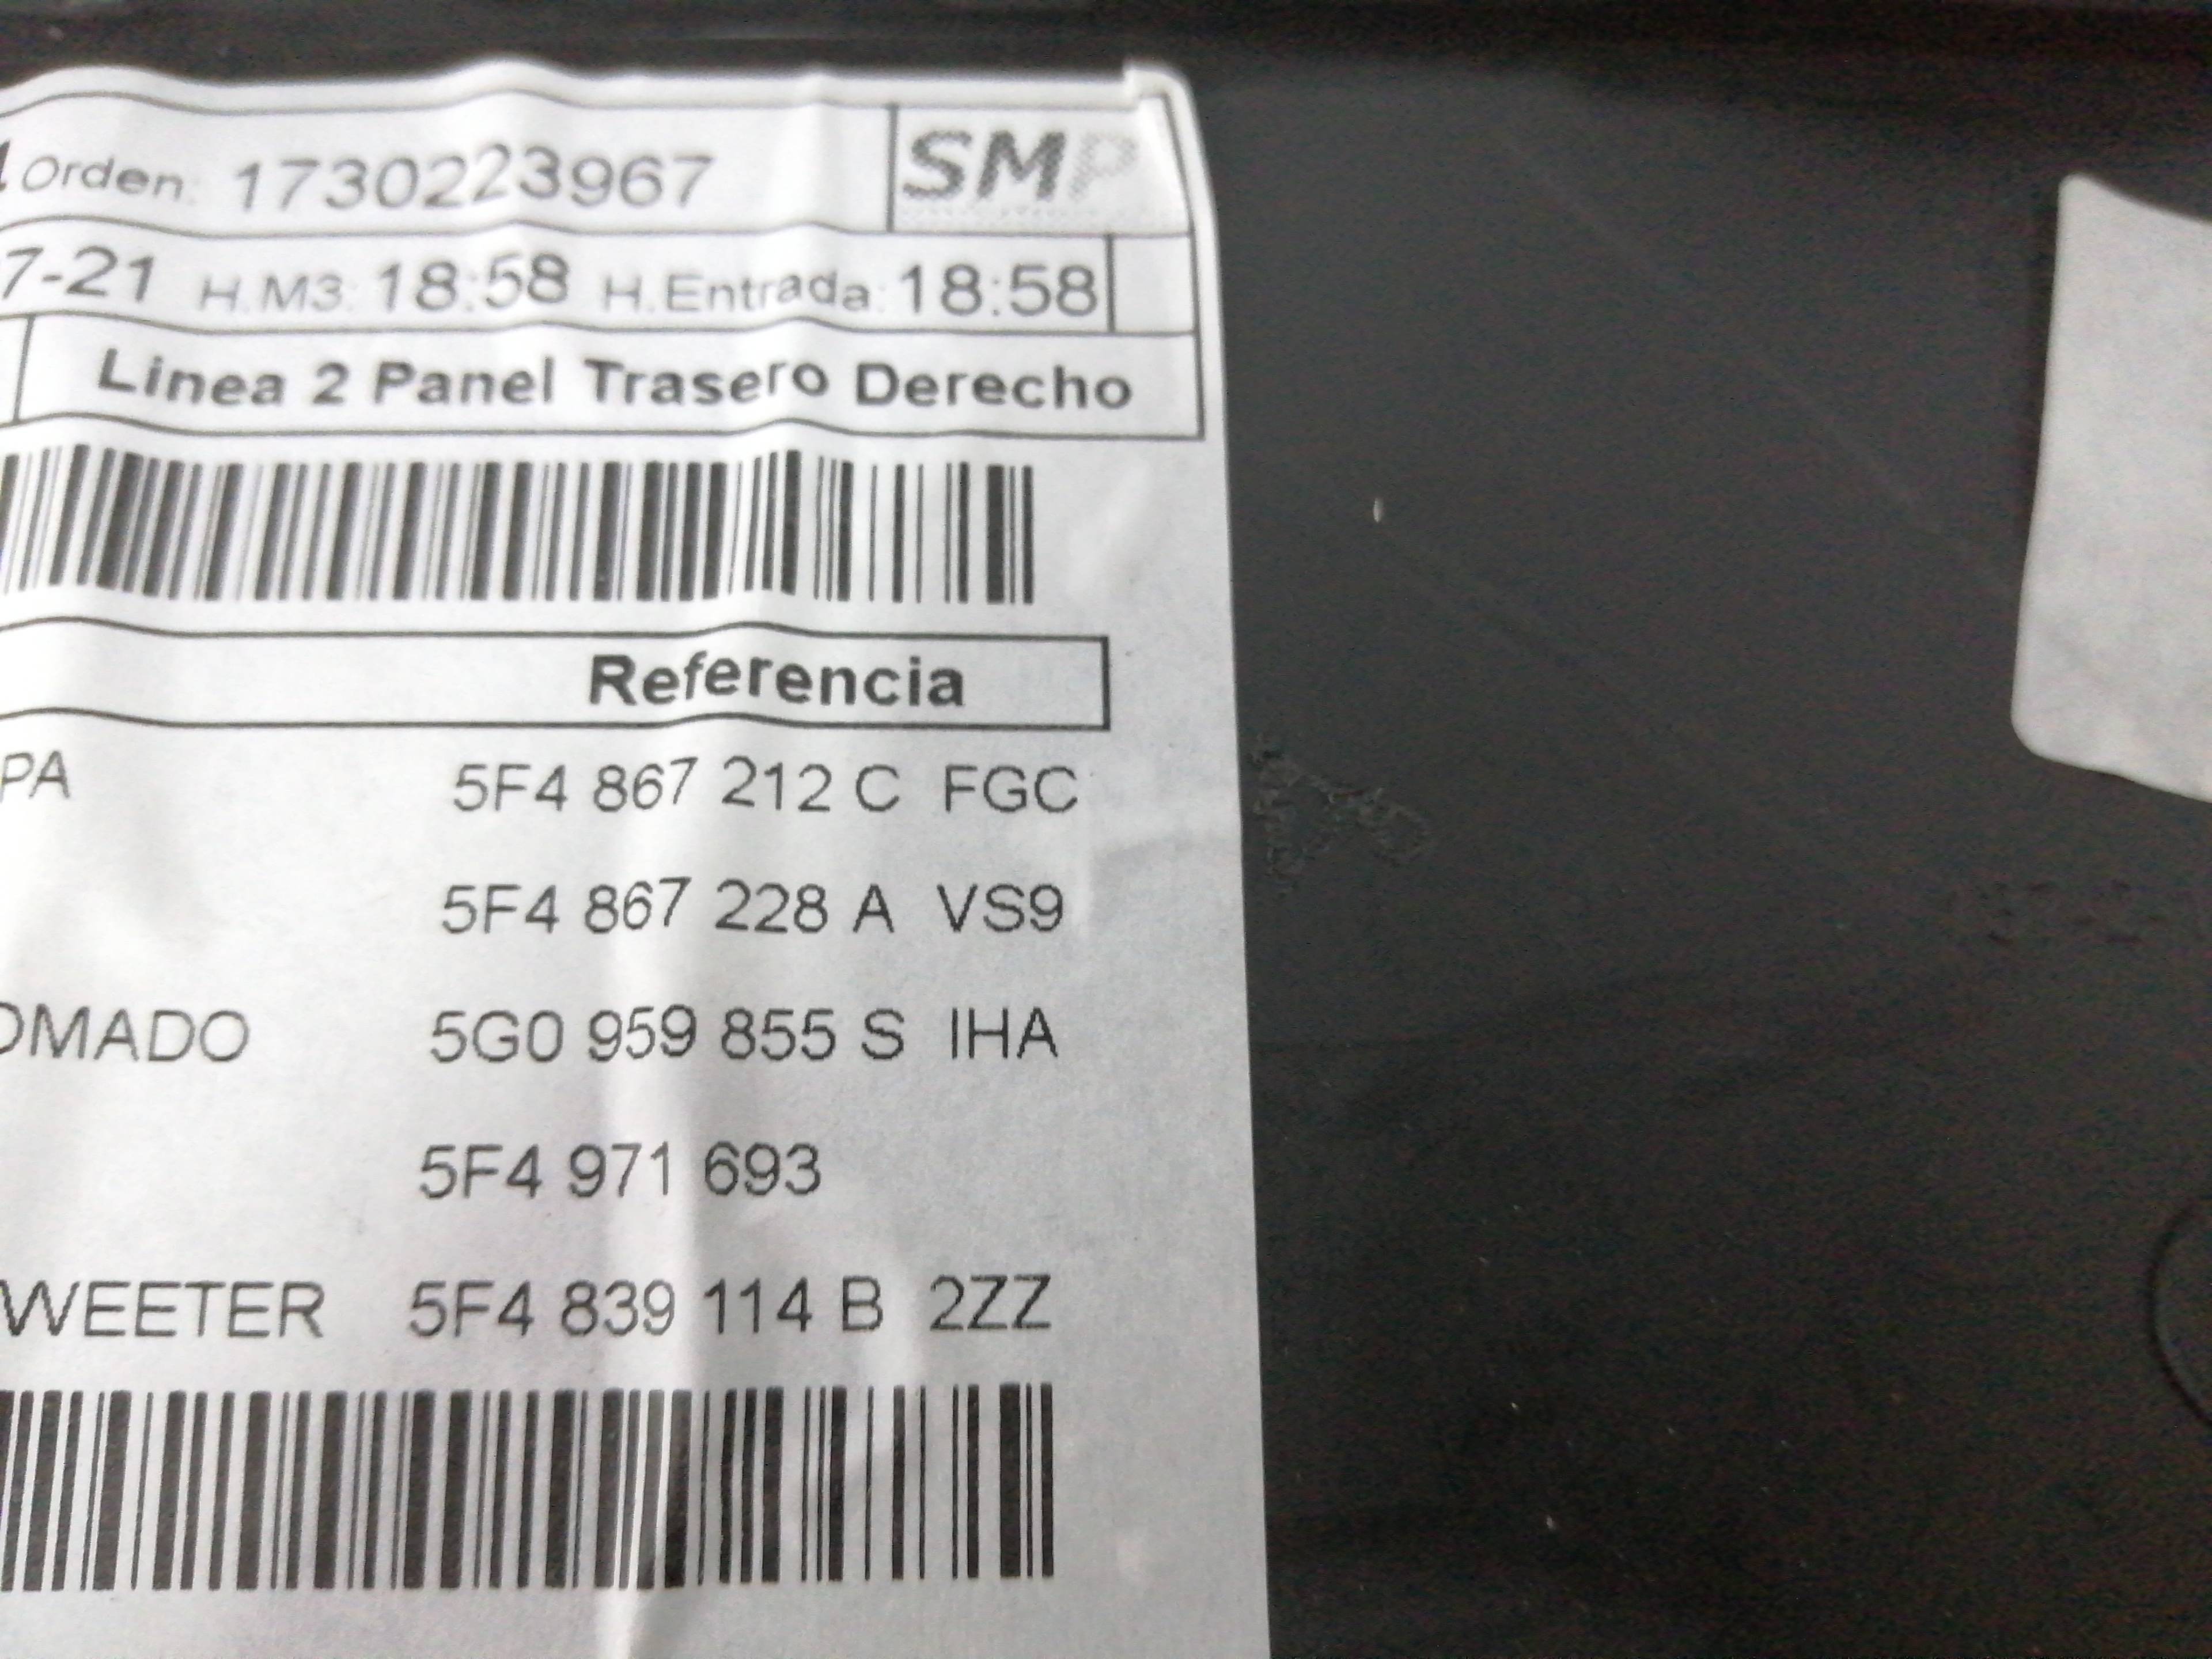 Orden: 1730223967 SMP
7-21 H.M3: 18:58 H.Entrada: 18:58
Linea 2 Panel Trasero Derecho
Referencia
PA 5F4 867 212 C FGC
5F4 867 228 A VS9
OMADO 5G0 959 855 S IHA
5F4 971 693
WEETER 5F4 839 114 B 2ZZ